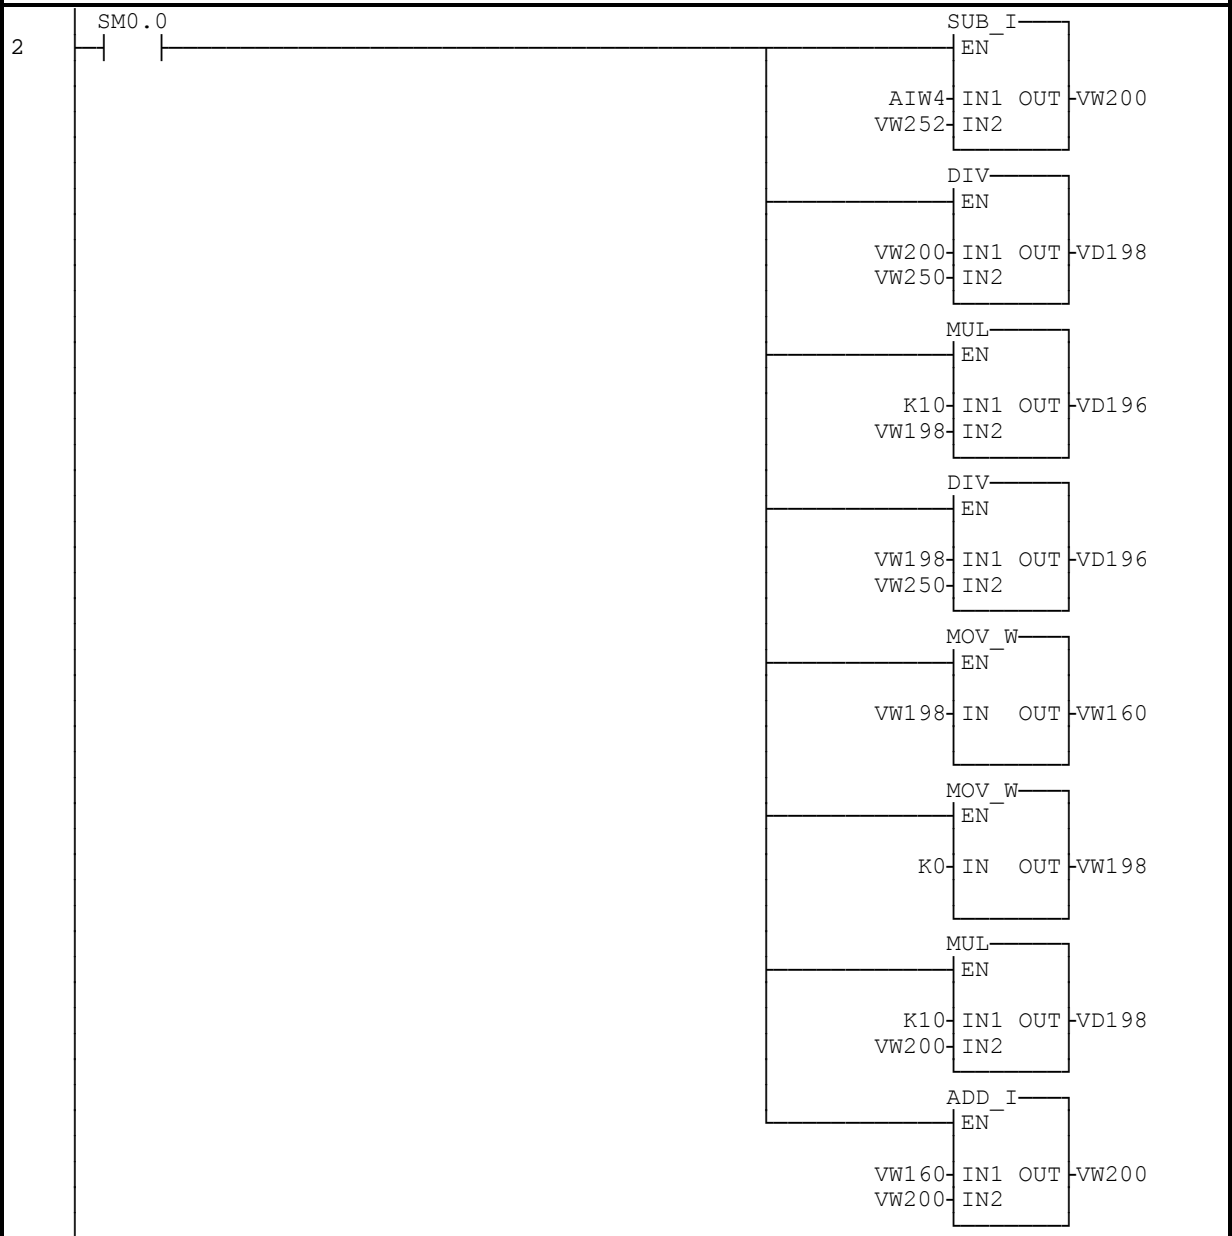 SM0.0 SUB_I
2 EN
AIW4 IN1 OUT VW200
VW252 IN2
DIV
EN
VW200 IN1 OUT VD198
VW250 IN2
MUL
EN
K10 IN1 OUT VD196
VW198 IN2
DIV
EN
VW198 IN1 OUT VD196
VW250 IN2
MOV_W
EN
VW198 IN OUT VW160
MOV_W
EN
K0 IN OUT VW198
MUL
EN
K10 IN1 OUT VD198
VW200 IN2
ADD_I
EN
VW160 IN1 OUT VW200
VW200 IN2